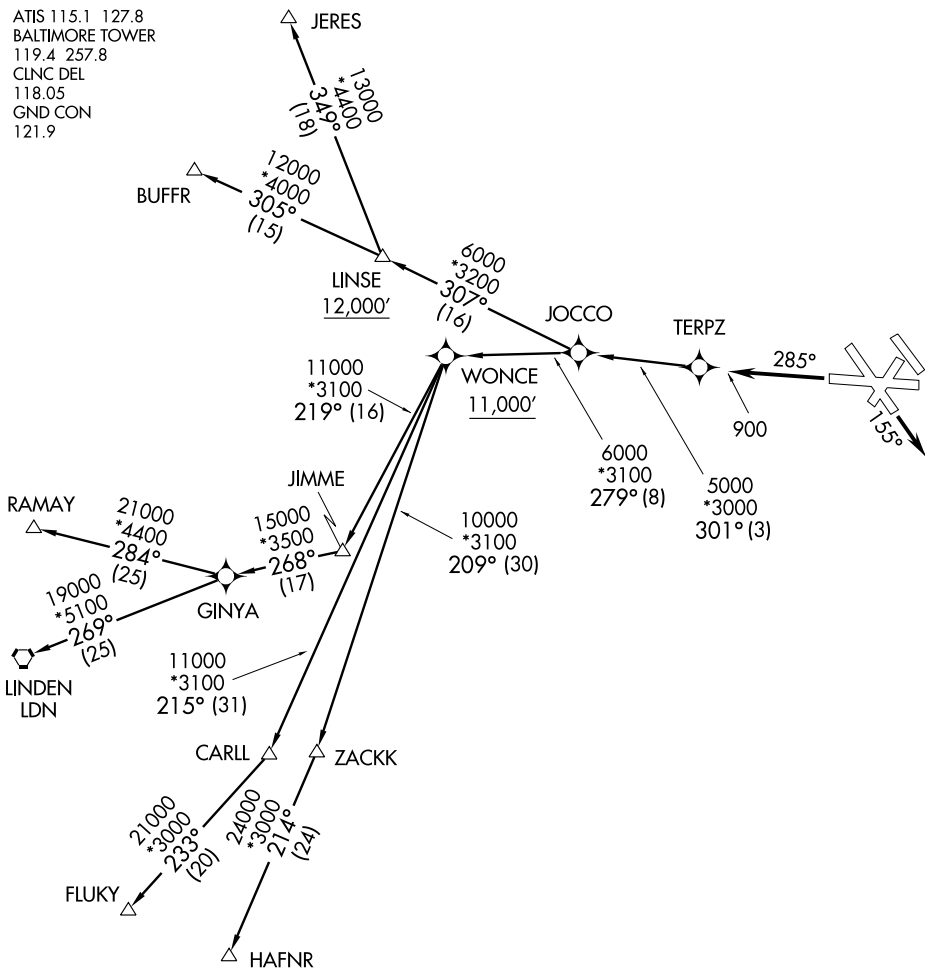 ATIS 115.1 127.8
BALTIMORE TOWER
119.4 257.8
CLNC DEL
118.05
GND CON
121.9
JERES
13000
*4400
349°
(18)
BUFFR
12000
*4000
305°
(15)
LINSE
12,000′
6000
*3200
307°
(16)
JOCCO
TERPZ
285°
155°
900
WONCE
11,000′
11000
*3100
219° (16)
6000
*3100
279° (8)
5000
*3000
301° (3)
JIMME
RAMAY
21000
*4400
284°
(25)
15000
*3500
268°
(17)
10000
*3100
209° (30)
GINYA
19000
*5100
269°
(25)
LINDEN
LDN
11000
*3100
215° (31)
CARLL
ZACKK
21000
*3000
233°
(20)
24000
*3000
214°
(24)
FLUKY
HAFNR